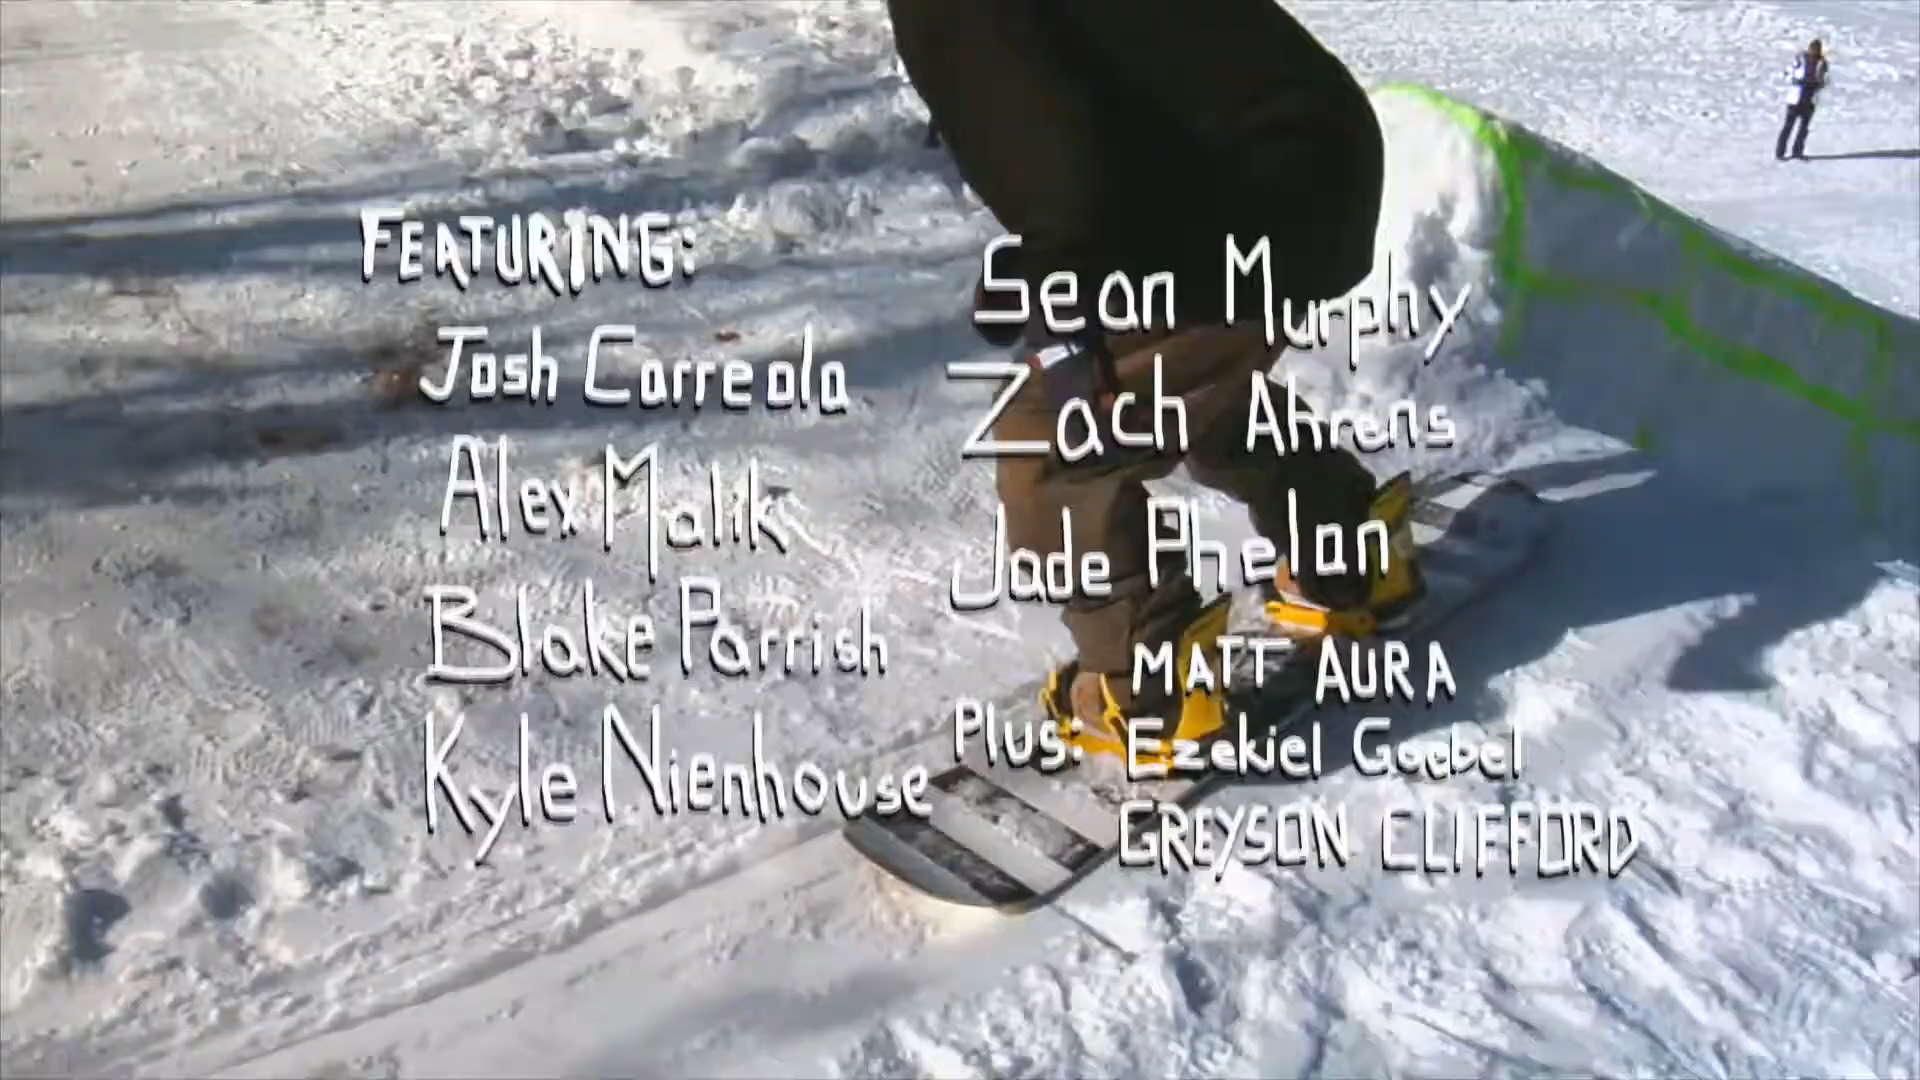 FEATURING:
Josh Carreola
Alex Malik
Blake Parrish
Kyle Nienhouse
Sean Murphy
Zach Ahrens
Jade Phelan
Plus: MATT AURA
Ezekiel Goebel
GREYSON CLIFFORD